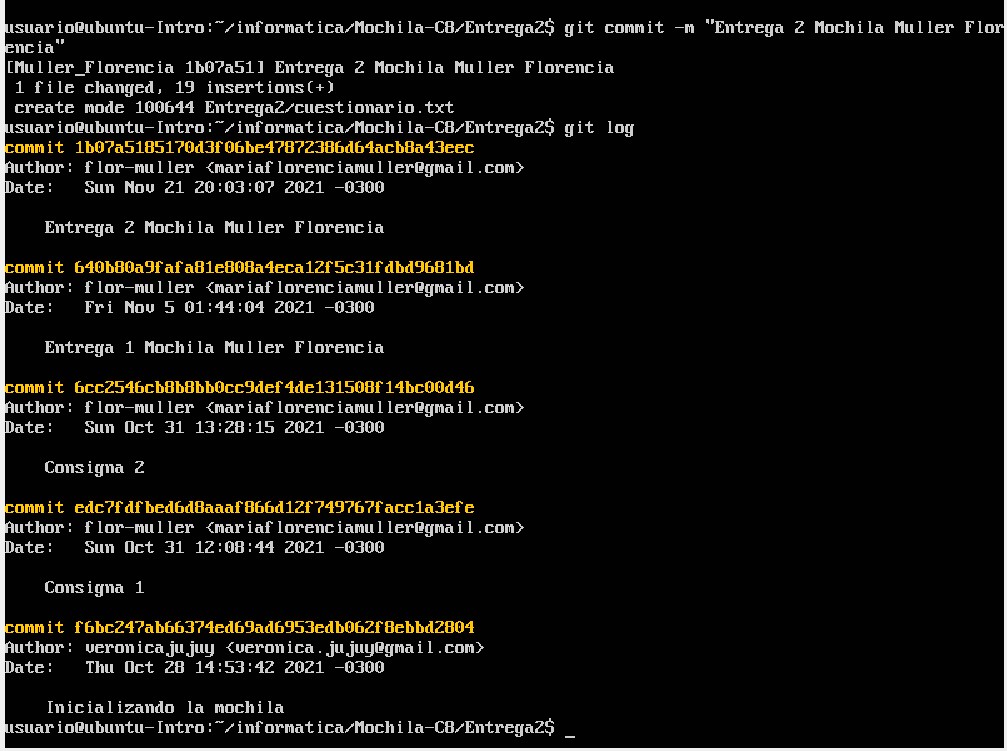 usuario@ubuntu-Intro:~/informatica/Mochila-C8/Entrega2$ git commit -m "Entrega 2 Mochila Muller Flor
encia"
[Muller_Florencia 1b07a51] Entrega 2 Mochila Muller Florencia
 1 file changed, 19 insertions(+)
 create mode 100644 Entrega2/cuestionario.txt
usuario@ubuntu-Intro:~/informatica/Mochila-C8/Entrega2$ git log
commit 1b07a5185170d3f06be47872386d64acb8a43eec
Author: flor-muller <mariaflorenciamuller@gmail.com>
Date:   Sun Nov 21 20:03:07 2021 -0300

    Entrega 2 Mochila Muller Florencia

commit 640b80a9fafa81e808a4eca12f5c31fdbd9681bd
Author: flor-muller <mariaflorenciamuller@gmail.com>
Date:   Fri Nov 5 01:44:04 2021 -0300

    Entrega 1 Mochila Muller Florencia

commit 6cc2546cb8b8bb0cc9def4de131508f14bc00d46
Author: flor-muller <mariaflorenciamuller@gmail.com>
Date:   Sun Oct 31 13:28:15 2021 -0300

    Consigna 2

commit edc7fdfbed6d8aaaf866d12f749767facc1a3efe
Author: flor-muller <mariaflorenciamuller@gmail.com>
Date:   Sun Oct 31 12:08:44 2021 -0300

    Consigna 1

commit f6bc247ab66374ed69ad6953edb062f8ebbd2804
Author: veronicajujuy <veronica.jujuy@gmail.com>
Date:   Thu Oct 28 14:53:42 2021 -0300

    Inicializando la mochila
usuario@ubuntu-Intro:~/informatica/Mochila-C8/Entrega2$ _